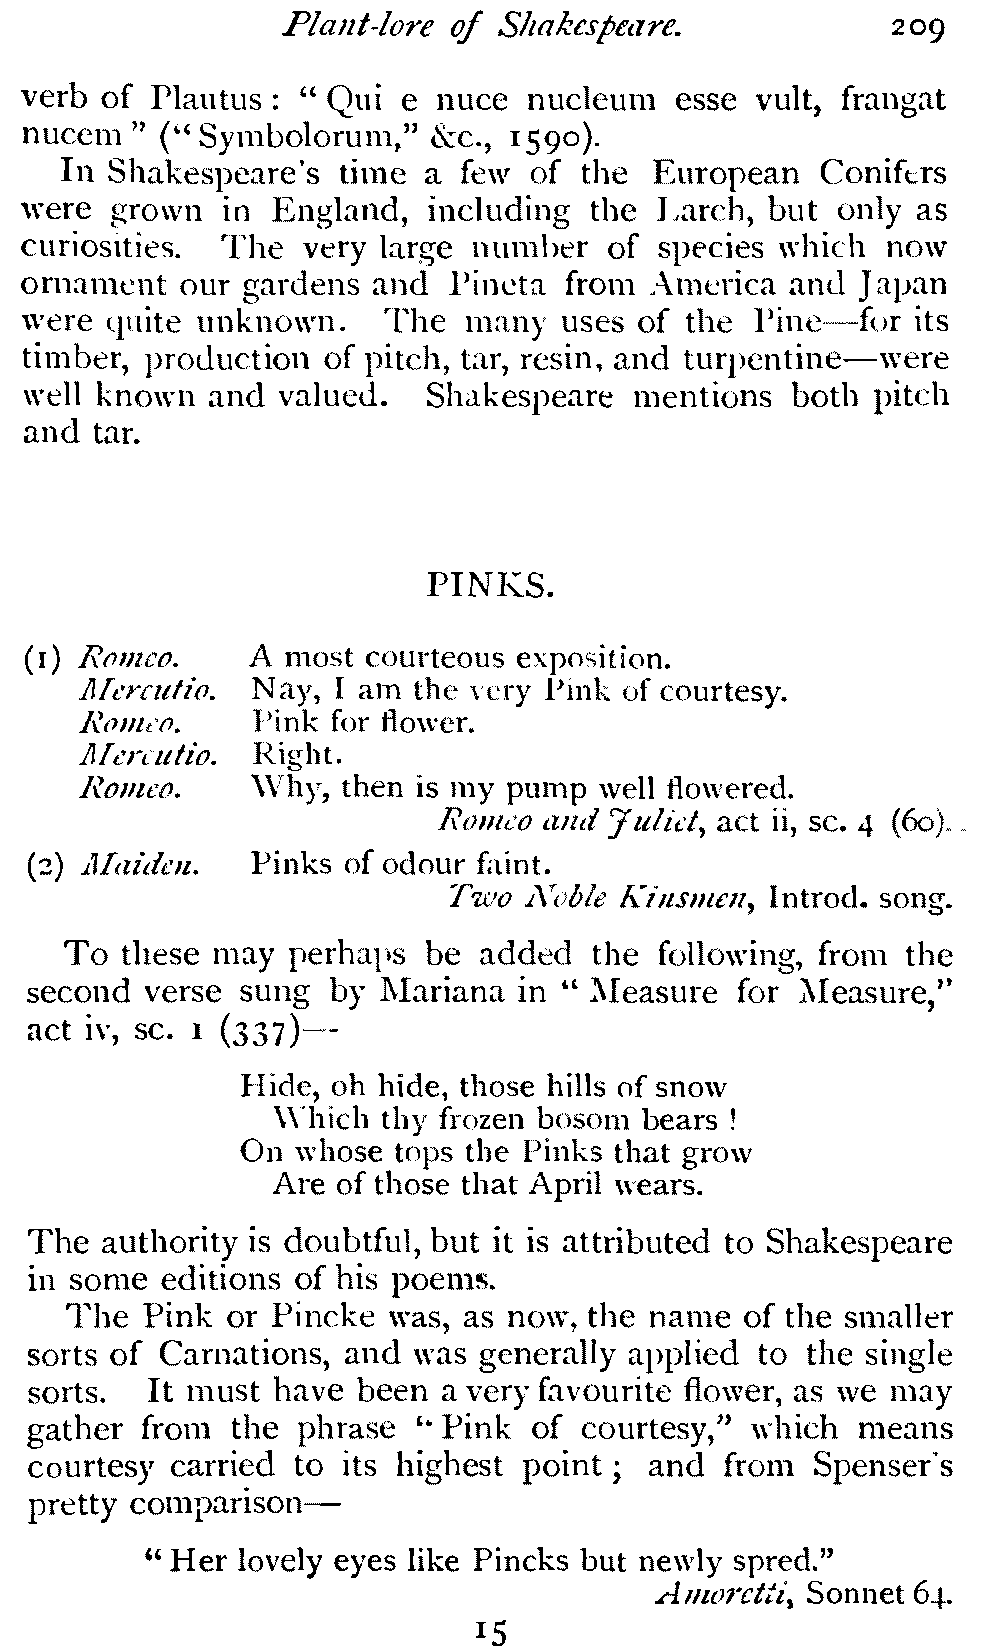 Plant-lore of Shakespeare. 209
verb of Plautus : “ Qui e nuce nucleum esse vult, frangat
nucem ” (“ Symbolorum,” &c., 1590).
In Shakespeare's time a few of the European Conifers
were grown in England, including the Larch, but only as
curiosities. The very large number of species which now
ornament our gardens and Pineta from America and Japan
were quite unknown. The many uses of the Pine—for its
timber, production of pitch, tar, resin, and turpentine—were
well known and valued. Shakespeare mentions both pitch
and tar.
PINKS.
(1) Romeo. A most courteous exposition.
Mercutio. Nay, I am the very Pink of courtesy.
Romeo. Pink for flower.
Mercutio. Right.
Romeo. Why, then is my pump well flowered.
Romeo and Juliet, act ii, sc. 4 (60).
(2) Maiden. Pinks of odour faint.
Two Noble Kinsmen, Introd. song.
To these may perhaps be added the following, from the
second verse sung by Mariana in “ Measure for Measure,”
act iv, sc. 1 (337)—
Hide, oh hide, those hills of snow
Which thy frozen bosom bears !
On whose tops the Pinks that grow
Are of those that April wears.
The authority is doubtful, but it is attributed to Shakespeare
in some editions of his poems.
The Pink or Pincke was, as now, the name of the smaller
sorts of Carnations, and was generally applied to the single
sorts. It must have been a very favourite flower, as we may
gather from the phrase “ Pink of courtesy,” which means
courtesy carried to its highest point ; and from Spenser's
pretty comparison—
“ Her lovely eyes like Pincks but newly spred.”
Amoretti, Sonnet 64.
15